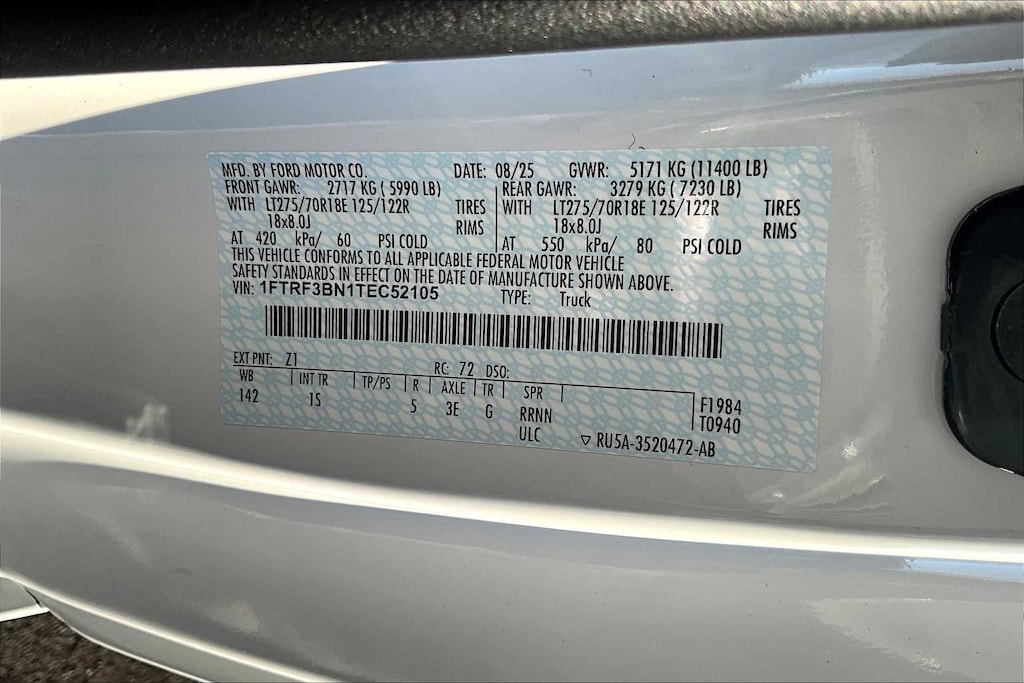 MFD. BY FORD MOTOR CO. DATE: 08/25 GVWR: 5171 KG (11400 LB)
FRONT GAWR: 2717 KG ( 5990 LB) REAR GAWR: 3279 KG ( 7230 LB)
WITH LT275/70R18E 125/122R TIRES WITH LT275/70R18E 125/122R TIRES
18x8.0J RIMS 18x8.0J RIMS
AT 420 kPa/ 60 PSI COLD AT 550 kPa/ 80 PSI COLD
THIS VEHICLE CONFORMS TO ALL APPLICABLE FEDERAL MOTOR VEHICLE
SAFETY STANDARDS IN EFFECT ON THE DATE OF MANUFACTURE SHOWN ABOVE.
VIN: 1FTRF3BN1TEC52105 TYPE: Truck
EXT PNT: Z1 RC: 72 DSO:
WB INT TR TP/PS R AXLE TR SPR
142 1S 5 3E G RRNN F1984
ULC T0940
RU5A-3520472-AB